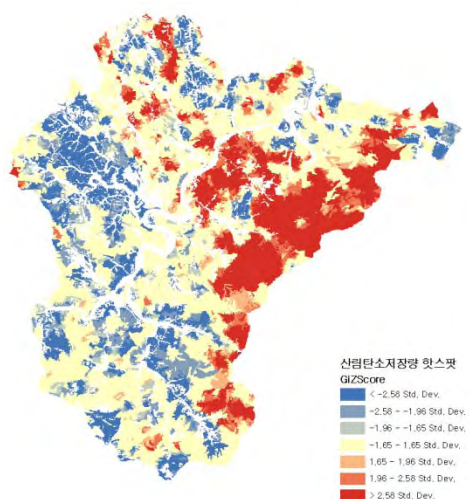 산림탄소저장량 핫스팟
GiZScore
< -2.58 Std. Dev.
-2.58 - -1.96 Std. Dev.
-1.96 - -1.65 Std. Dev.
-1.65 - 1.65 Std. Dev.
1.65 - 1.96 Std. Dev.
1.96 - 2.58 Std. Dev.
> 2.58 Std. Dev.